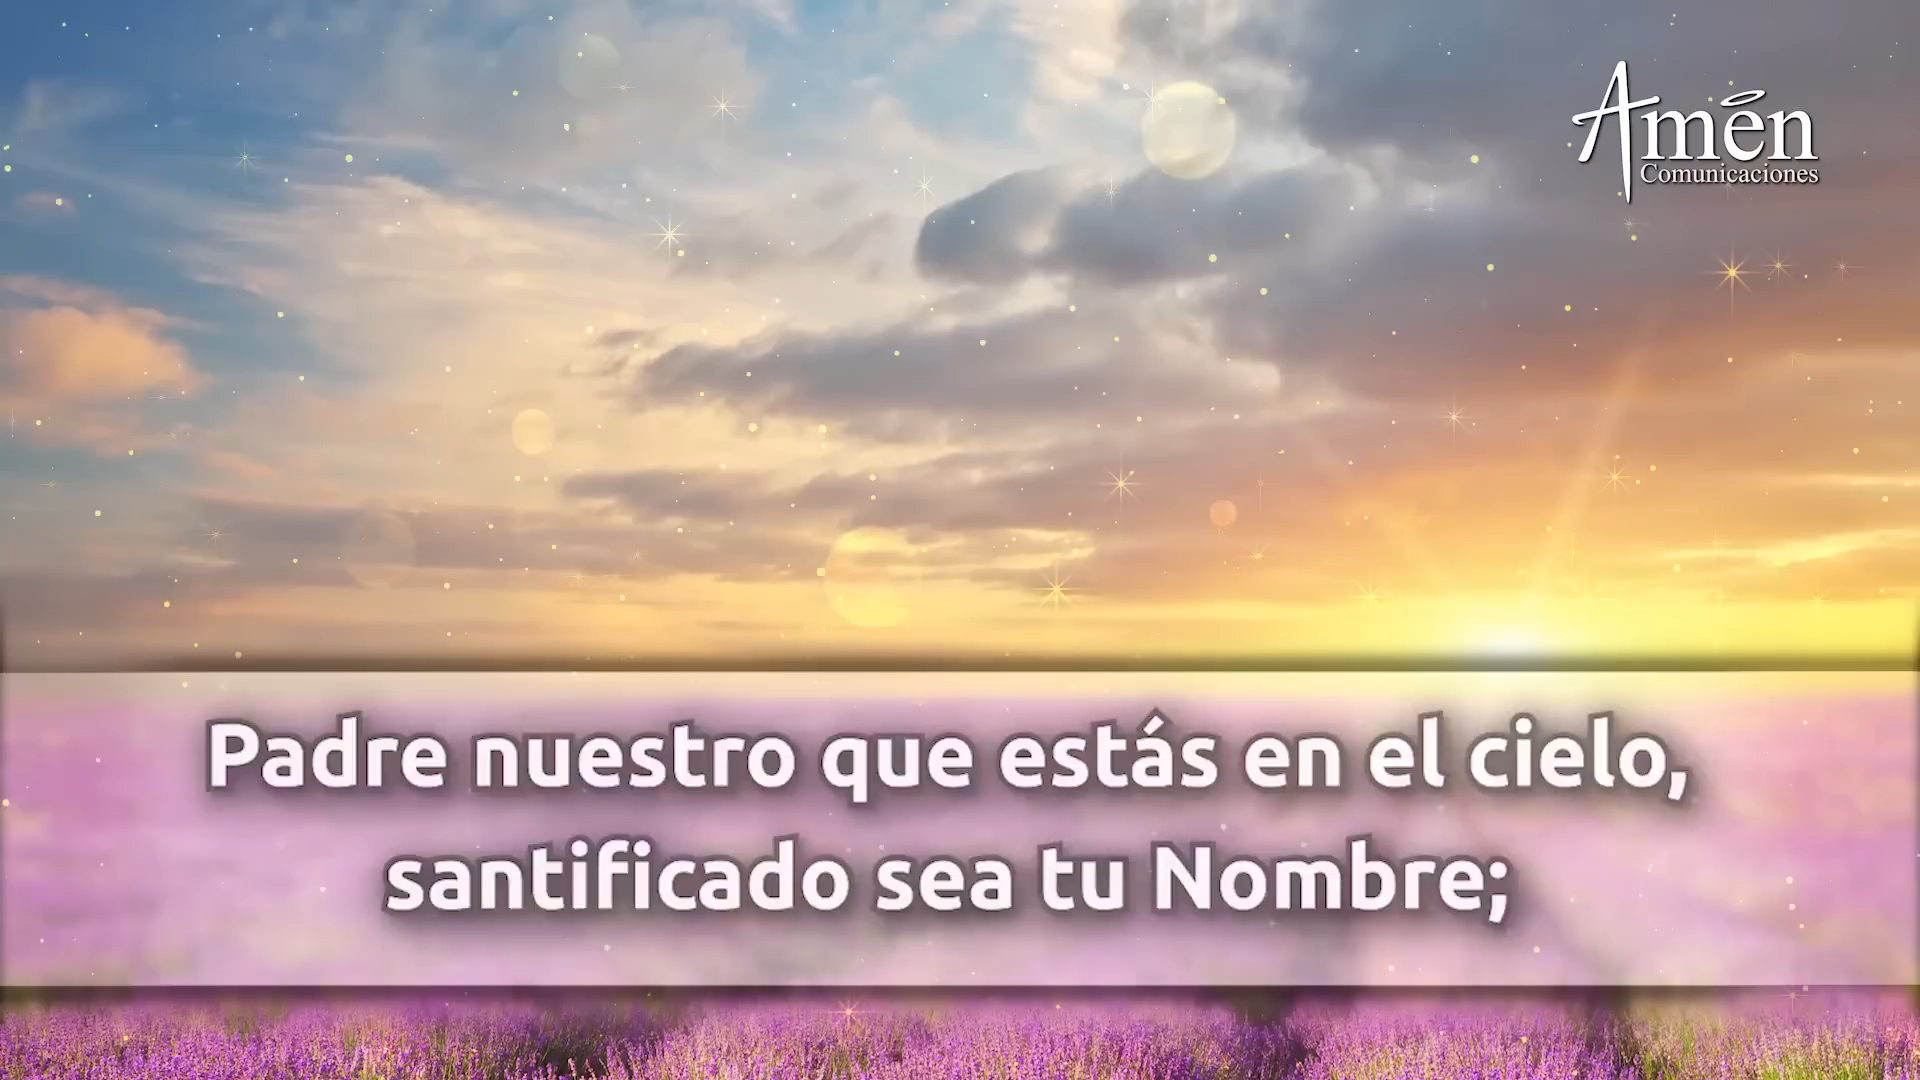 Amén
Comunicaciones
Padre nuestro que estás en el cielo,
santificado sea tu Nombre;